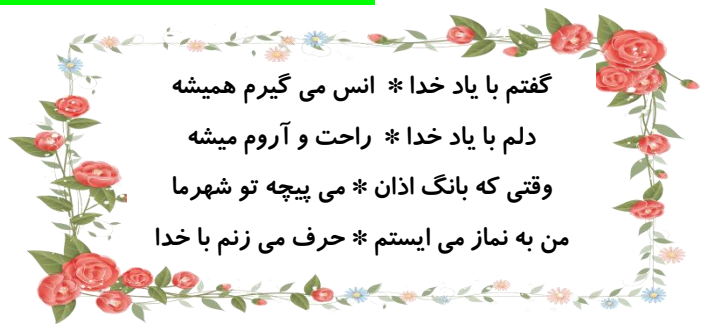 گفتم با یاد خدا * انس می گیرم همیشه
دلم با یاد خدا * راحت و آروم میشه
وقتی که بانگ اذان * می پیچه تو شهرما
من به نماز می ایستم * حرف می زنم با خدا